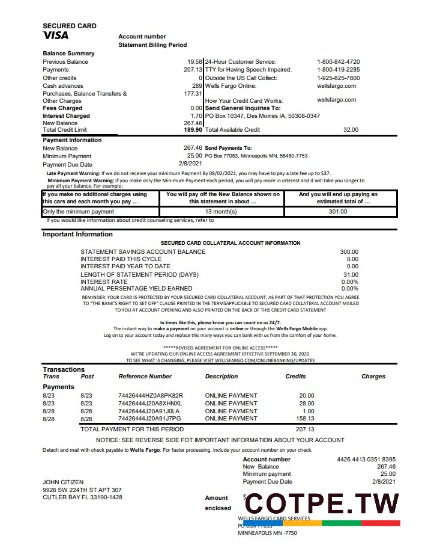 SECURED CARD
VISA
Account number
Statement Billing Period
Balance Summary
Previous Balance 19.58 24-Hour Customer Service: 1-800-642-4720
Payments 207.13 TTY for Having Speech Impaired: 1-800-419-2285
Other credits 0 Outside the US Call Collect: 1-925-825-7600
Cash advances 289 Wells Fargo Online: wellsfargo.com
Purchases, Balance Transfers & 177.31
Other Charges How Your Credit Card Works: wellsfargo.com
Fees Charged 0.00 Send General Inquiries To:
Interest Charged 1.70 PO Box 10347, Des Moines IA, 50306-0347
New Balance 267.46
Total Credit Limit 189.90 Total Available Credit 32.00
Payment Information
New Balance 267.46 Send Payments To:
Minimum Payment 25.00 PO Box 77053, Minneapolis MN, 55480-7753
Payment Due Date 2/8/2021
Late Payment Warning: If we do not receive your minimum Payment By 08/02/2021, you may have to pay a late fee up to $37.
Minimum Payment Warning: If you make only the Minimum Payment each period, you will pay more in interest and it will take you longer to
pay all your balance. For example:
If you make no additional charges using You will pay off the New Balance shown on And you will end up paying an
this cars and each month you pay ... this statement in about ... estimated total of ...
Only the minimum payment 13 month(s) 301.00
If you would like information about credit counseling services, refer to
Important Information
SECURED CARD COLLATERAL ACCOUNT INFORMATION
STATEMENT SAVINGS ACCOUNT BALANCE 300.00
INTEREST PAID THIS CYCLE 0.00
INTEREST PAID YEAR TO DATE 0.00
LENGTH OF STATEMENT PERIOD (DAYS) 31.00
INTEREST RATE 0.00%
ANNUAL PERCENTAGE YIELD EARNED 0.00%
REMINDER: YOUR CARD IS PROTECTED BY YOUR SECURED CARD COLLATERAL ACCOUNT, AS PART OF THAT PROTECTION YOU AGREE
TO "THE BANK'S RIGHT TO SET OFF" CLAUSE PRINTED IN THE TERMS APPLICABLE TO SECURED CARD COLLATERAL ACCOUNT MAILED
TO YOU AT ACCOUNT OPENING AND ALSO PRINTED ON THE BACK OF THIS CREDIT CARD STATEMENT
In times like this, please know you can count on us 24/7.
The instant way to make a payment on your account is online or through the Wells Fargo Mobile app.
Log on to your account today and replace this many ways you can bank with us from the comfort of your home.
*****REVISED AGREEMENT FOR ONLINE ACCESS*****
WE'RE UPDATING OUR ONLINE ACCESS AGREEMENT EFFECTIVE SEPTEMBER 30, 2020.
TO SEE WHAT IS CHANGING, PLEASE VISIT WELLSFARGO.COM/ONLINEBANKING/UPDATES
Transactions
Trans Post Reference Number Description Credits Charges
Payments
8/23 8/23 74426444HZ0A8PK82R ONLINE PAYMENT 20.00
8/23 8/23 74426444J20A8XHNXL ONLINE PAYMENT 28.00
8/28 8/28 74426444J20A91J0LA ONLINE PAYMENT 1.00
8/28 8/28 74426444J20A91J7PG ONLINE PAYMENT 158.13
TOTAL PAYMENT FOR THIS PERIOD 207.13
NOTICE: SEE REVERSE SIDE FOT IMPORTANT INFORMATION ABOUT YOUR ACCOUNT
Detach and mail with check payable to Wells Fargo. For faster processing, Include your account number on your check.
Account number 4426 4413 0351 8395
New Balance 267.46
Minimum payment 25.00
Payment Due Date 2/8/2021
JOHN CITIZEN
9928 SW 224TH ST APT 307
CUTLER BAY FL 33190-1428
Amount $
enclosed
COTPE.TW
WELLS FARGO CARD SERVICES
MINNEAPOLIS MN -7750